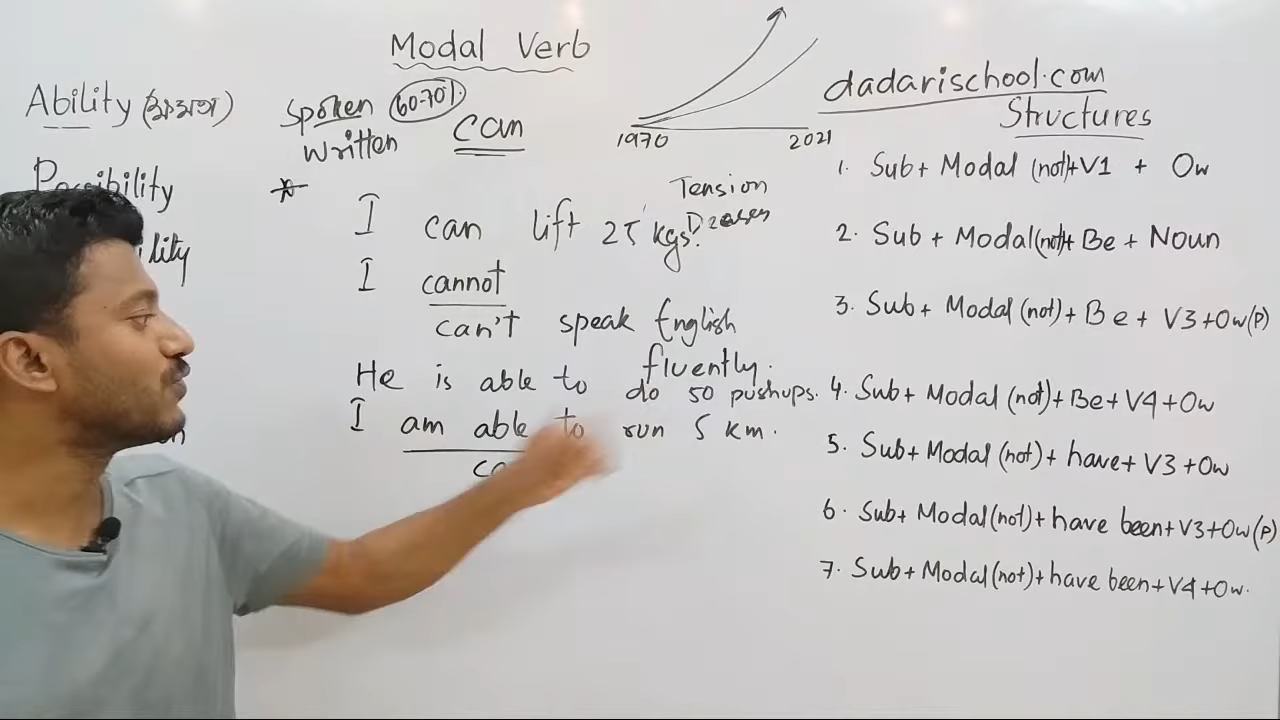 Modal Verb
Ability (ক্ষমতা)
Spoken 60-70%
Written
can
1970 2021
dadarischool.com
Structures
Possibility
lity
Tension
I can lift 25 kgs.
I cannot
can't speak English
fluently.
He is able to do 50 pushups.
I am able to run 5 km.
1. Sub+ Modal (not)+V1 + Ow
2. Sub + Modal(not)+ Be + Noun
3. Sub+ Modal (not)+ Be + V3+Ow(P)
4. Sub+ Modal (not)+Be+V4+Ow
5. Sub+Modal (not)+ have+ V3+Ow
6. Sub+ Modal(not)+have been+V3+Ow(P)
7. Sub+Modal(not)+have been+V4+Ow.